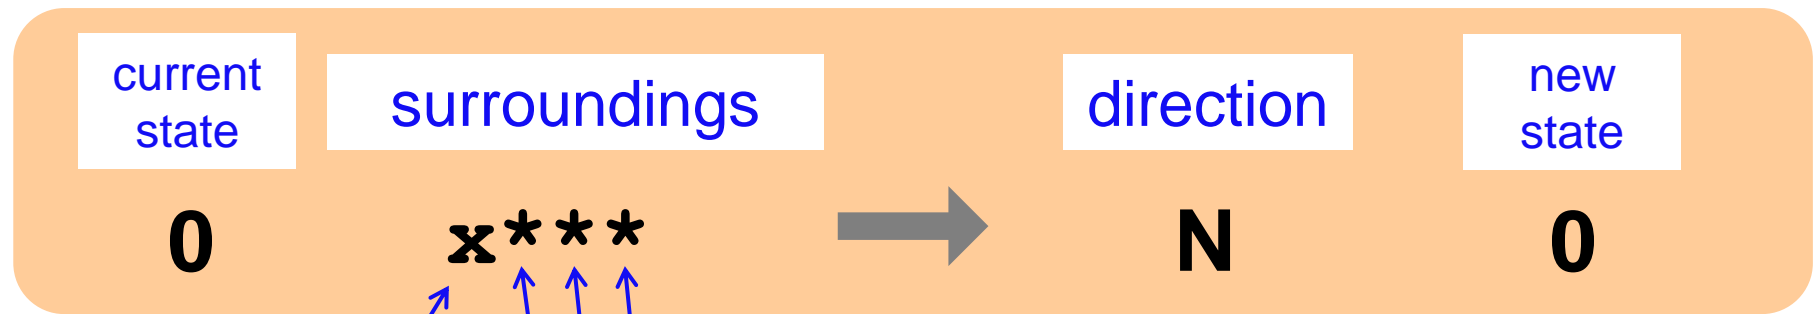 current
state
surroundings
direction
new
state
0 x*** N 0